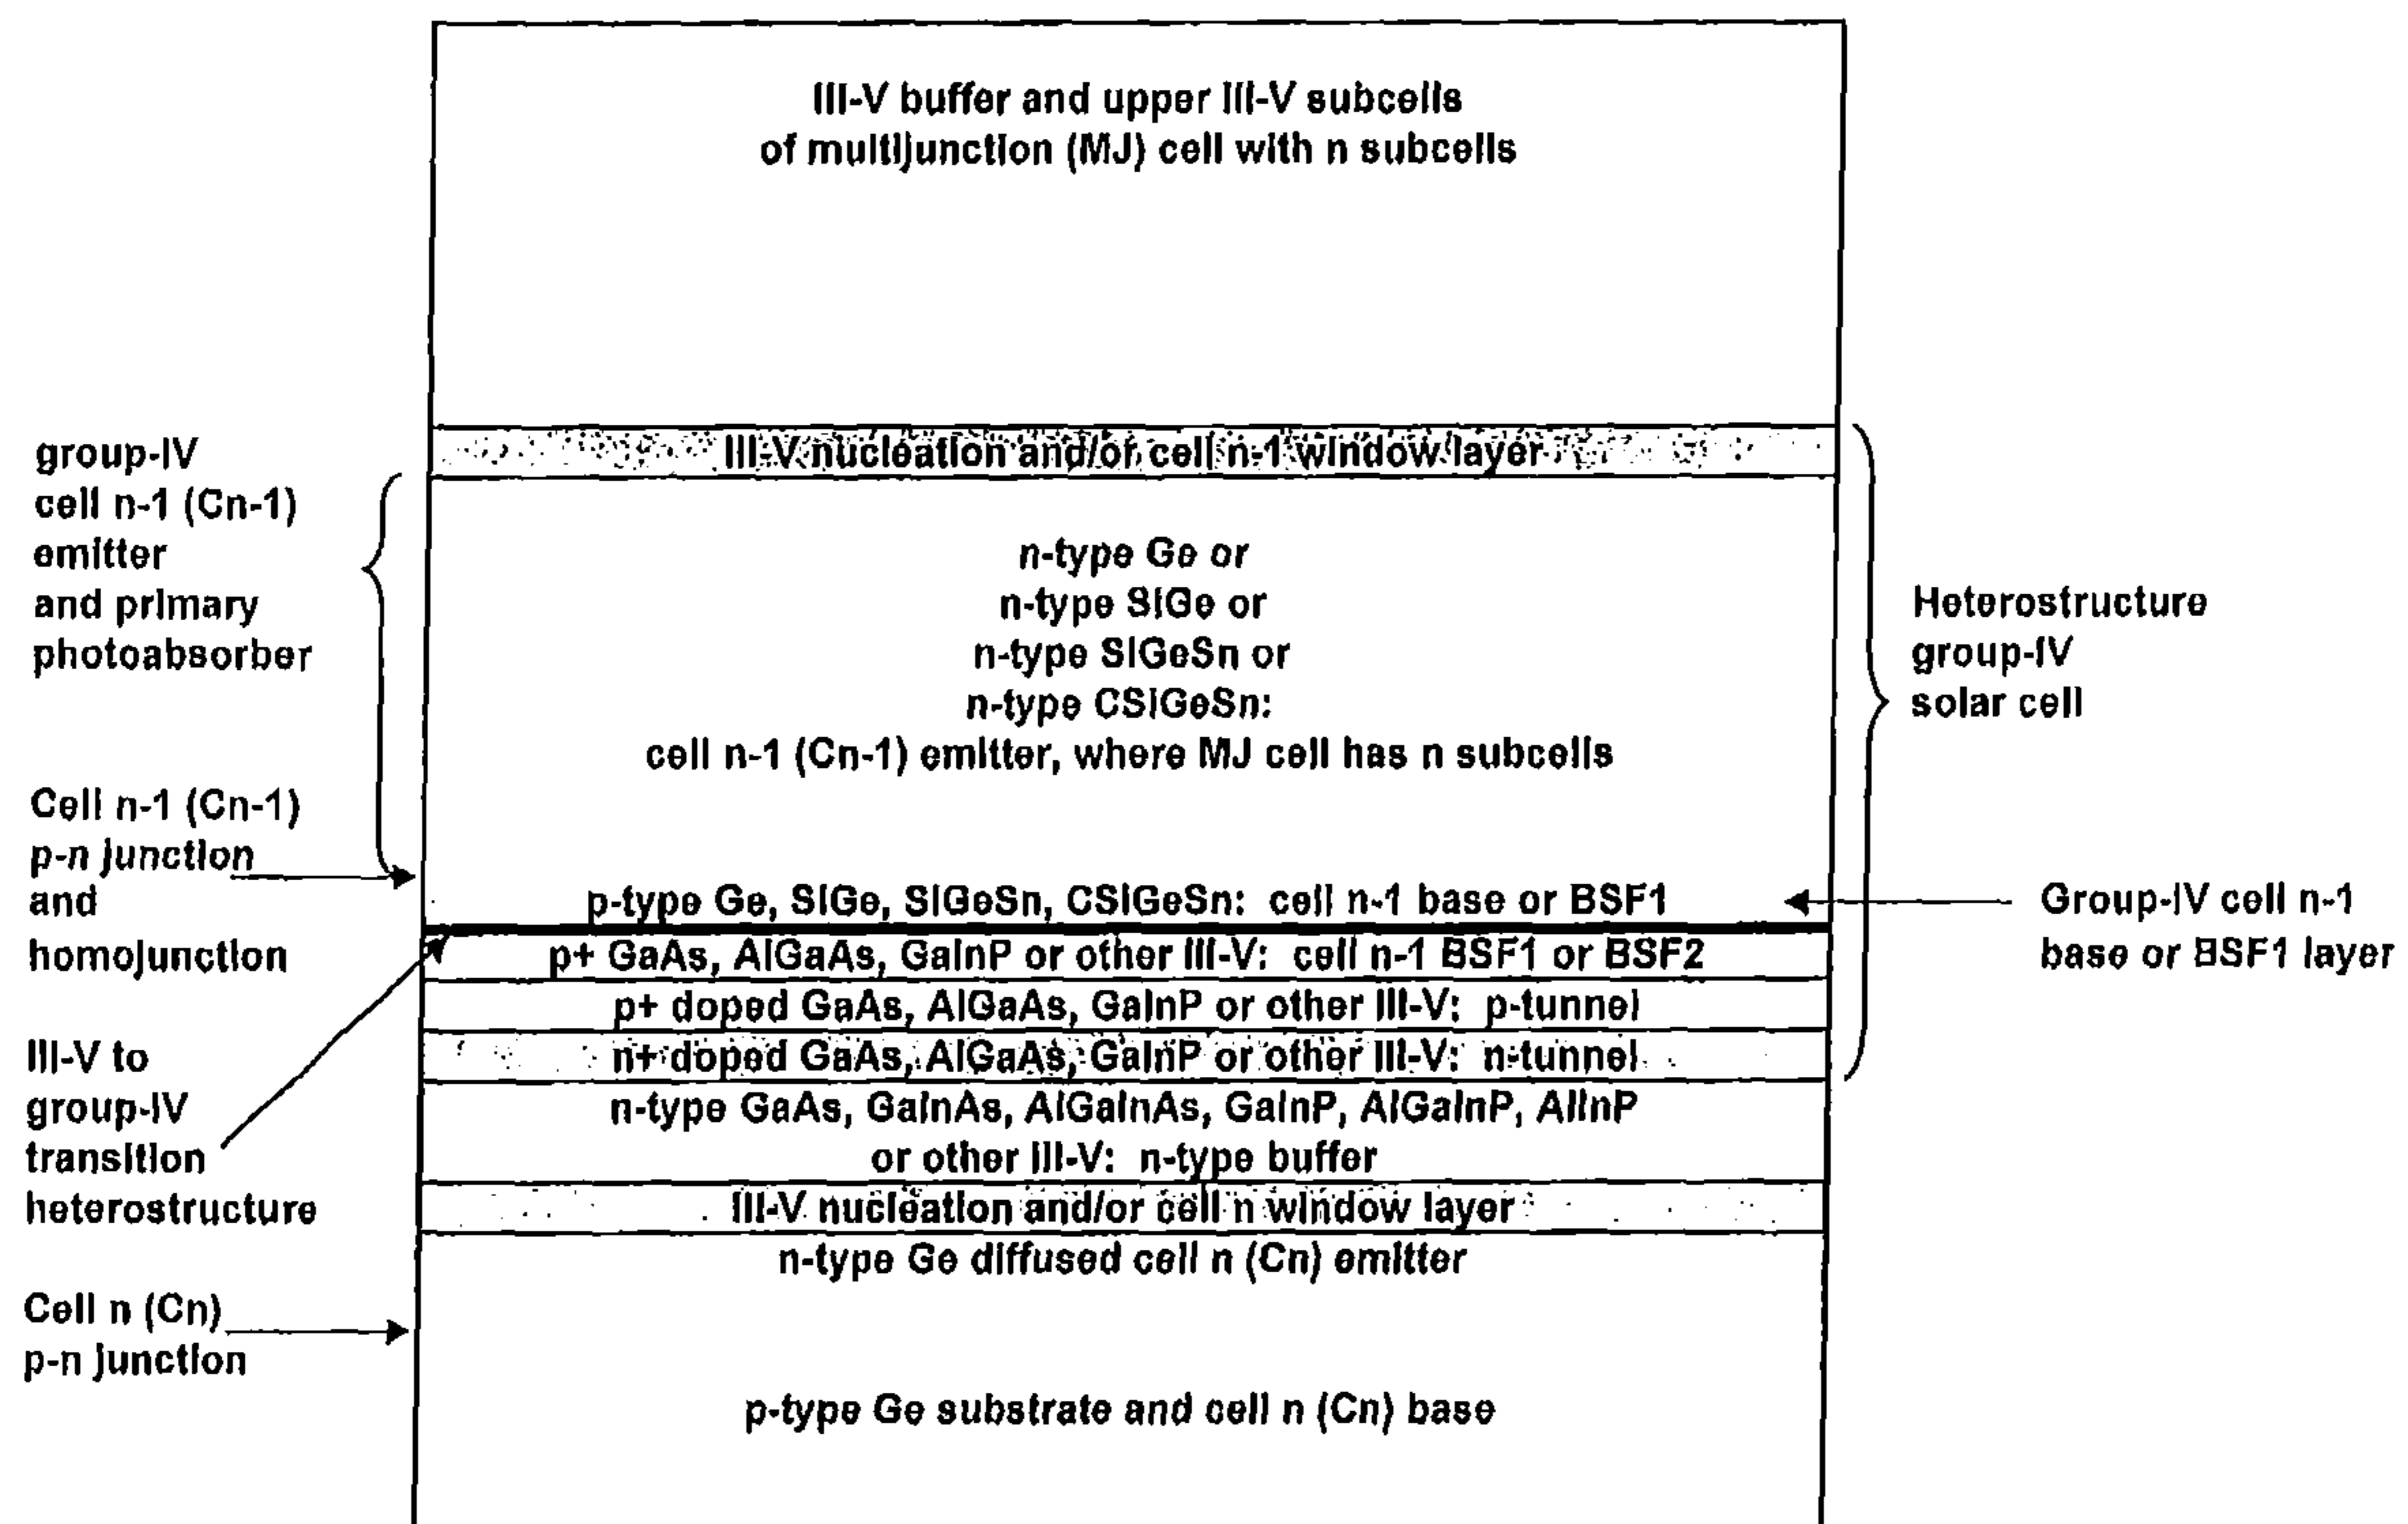 III-V buffer and upper III-V subcells
of multijunction (MJ) cell with n subcells
III-V nucleation and/or cell n-1 window layer
group-IV
cell n-1 (Cn-1)
emitter
and primary
photoabsorber
n-type Ge or
n-type SiGe or
n-type SiGeSn or
n-type CSiGeSn:
cell n-1 (Cn-1) emitter, where MJ cell has n subcells
Heterostructure
group-IV
solar cell
Cell n-1 (Cn-1)
p-n junction
and
homojunction
p-type Ge, SiGe, SiGeSn, CSiGeSn: cell n-1 base or BSF1
Group-IV cell n-1
base or BSF1 layer
p+ GaAs, AlGaAs, GaInP or other III-V: cell n-1 BSF1 or BSF2
p+ doped GaAs, AlGaAs, GaInP or other III-V: p-tunnel
n+ doped GaAs, AlGaAs, GaInP or other III-V: n-tunnel
III-V to
group-IV
transition
heterostructure
n-type GaAs, GaInAs, AlGaInAs, GaInP, AlGaInP, AlInP
or other III-V: n-type buffer
III-V nucleation and/or cell n window layer
n-type Ge diffused cell n (Cn) emitter
Cell n (Cn)
p-n junction
p-type Ge substrate and cell n (Cn) base